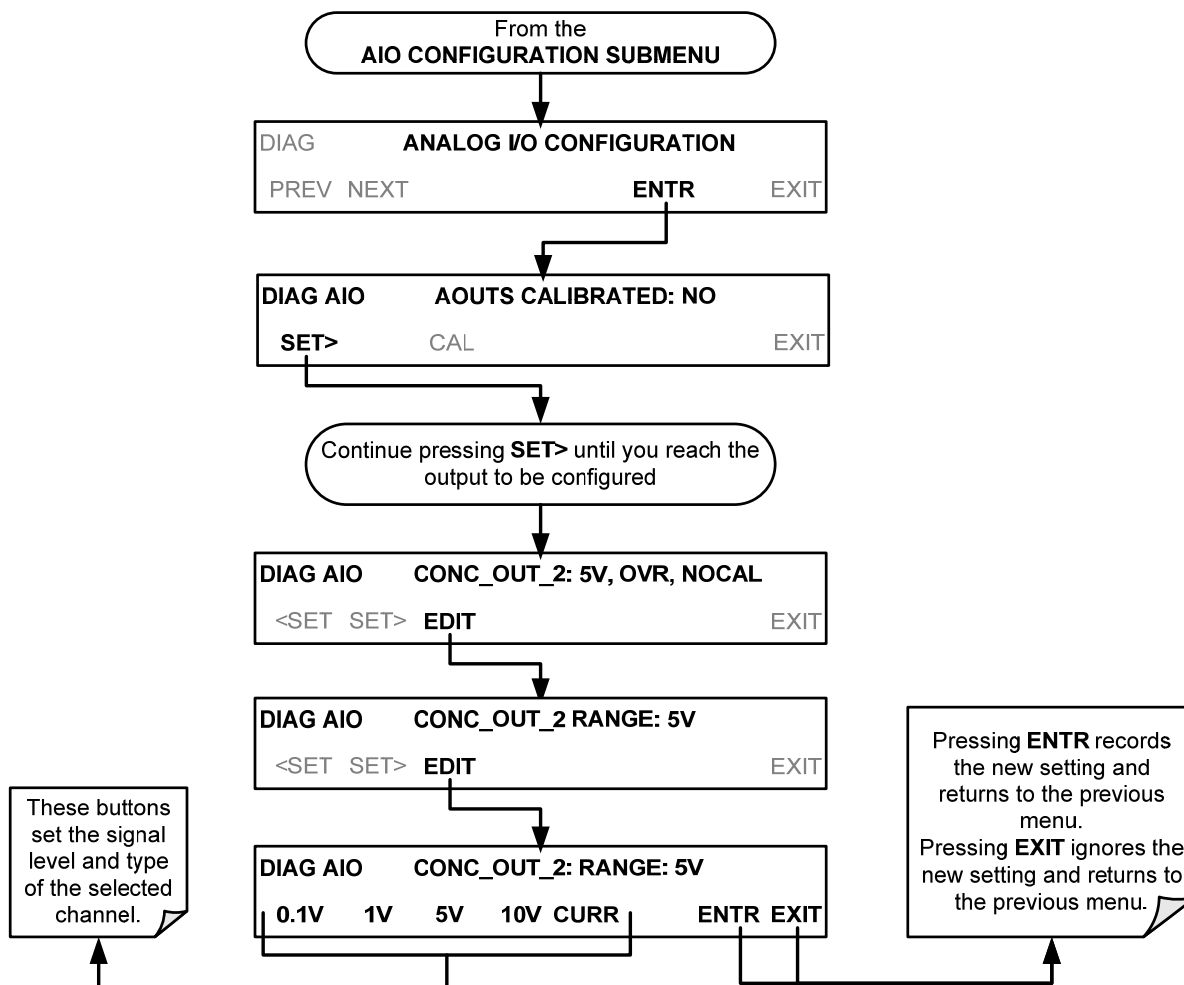 From the
AIO CONFIGURATION SUBMENU
DIAG ANALOG I/O CONFIGURATION
PREV NEXT ENTR EXIT
DIAG AIO AOUTS CALIBRATED: NO
SET> CAL EXIT
Continue pressing SET> until you reach the
output to be configured
DIAG AIO CONC_OUT_2: 5V, OVR, NOCAL
<SET SET> EDIT EXIT
DIAG AIO CONC_OUT_2 RANGE: 5V
<SET SET> EDIT EXIT
These buttons
set the signal
level and type
of the selected
channel.
DIAG AIO CONC_OUT_2: RANGE: 5V
0.1V 1V 5V 10V CURR ENTR EXIT
Pressing ENTR records
the new setting and
returns to the previous
menu.
Pressing EXIT ignores the
new setting and returns to
the previous menu.